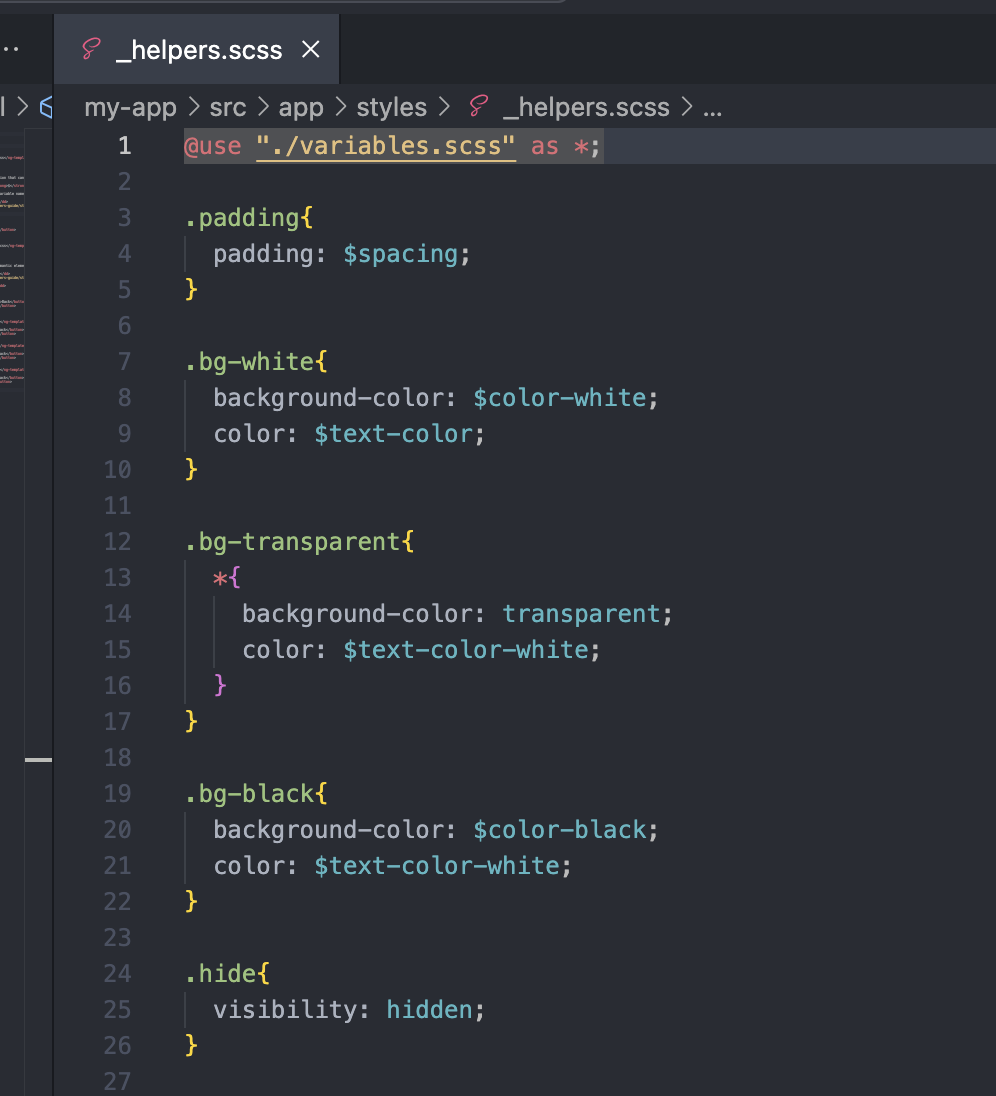 _helpers.scss
my-app > src > app > styles > _helpers.scss > ...
1 @use "./variables.scss" as *;
2
3 .padding{
4 padding: $spacing;
5 }
6
7 .bg-white{
8 background-color: $color-white;
9 color: $text-color;
10 }
11
12 .bg-transparent{
13 *{
14 background-color: transparent;
15 color: $text-color-white;
16 }
17 }
18
19 .bg-black{
20 background-color: $color-black;
21 color: $text-color-white;
22 }
23
24 .hide{
25 visibility: hidden;
26 }
27